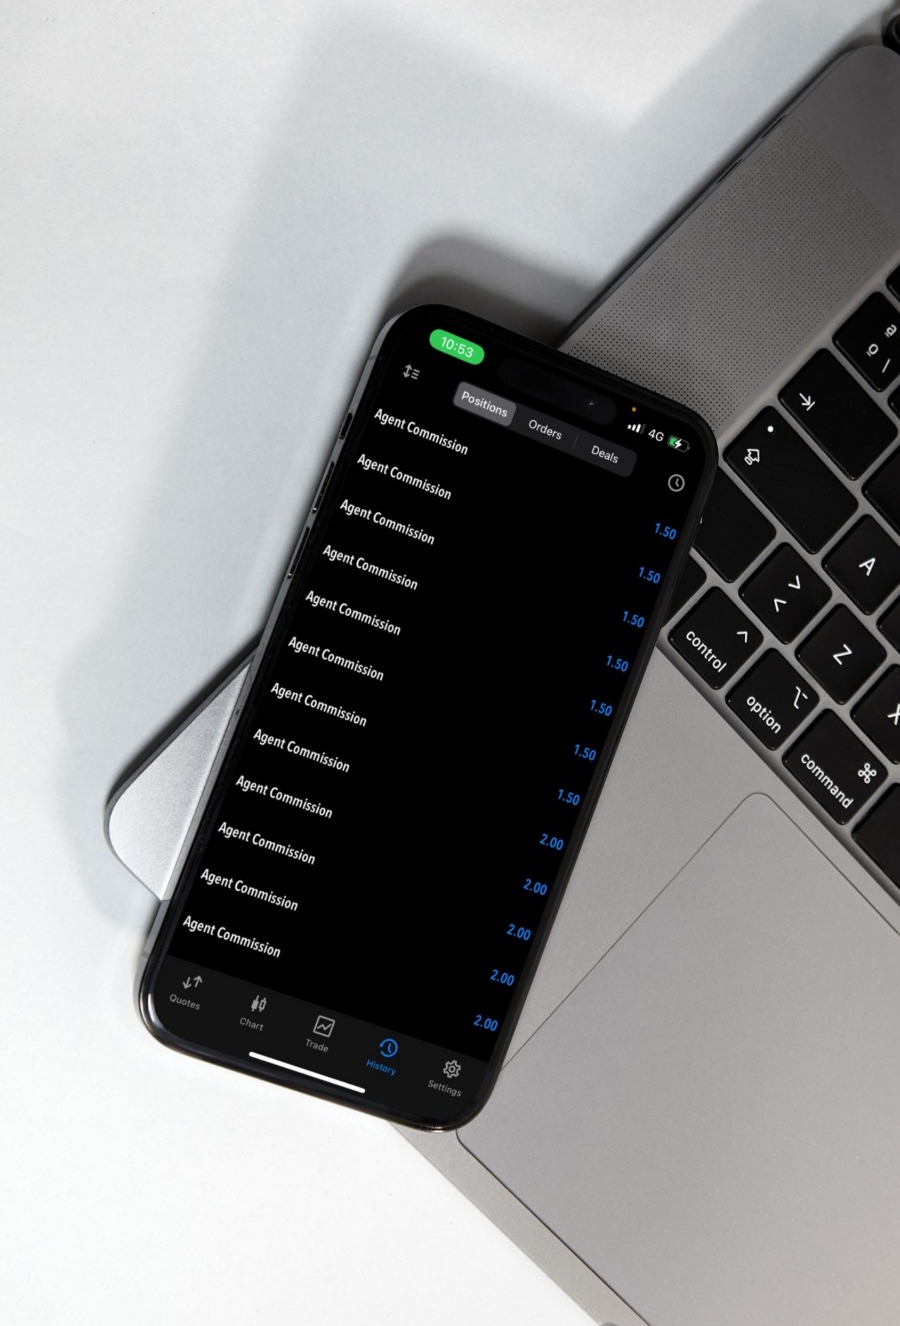 10:53
4G
Positions Orders Deals
Agent Commission 1.50
Agent Commission 1.50
Agent Commission 1.50
Agent Commission 1.50
Agent Commission 1.50
Agent Commission 1.50
Agent Commission 1.50
Agent Commission 2.00
Agent Commission 2.00
Agent Commission 2.00
Agent Commission 2.00
Agent Commission 2.00
Quotes Chart Trade History Settings
ª
º \
A
>
<
Z
X
control
option
command